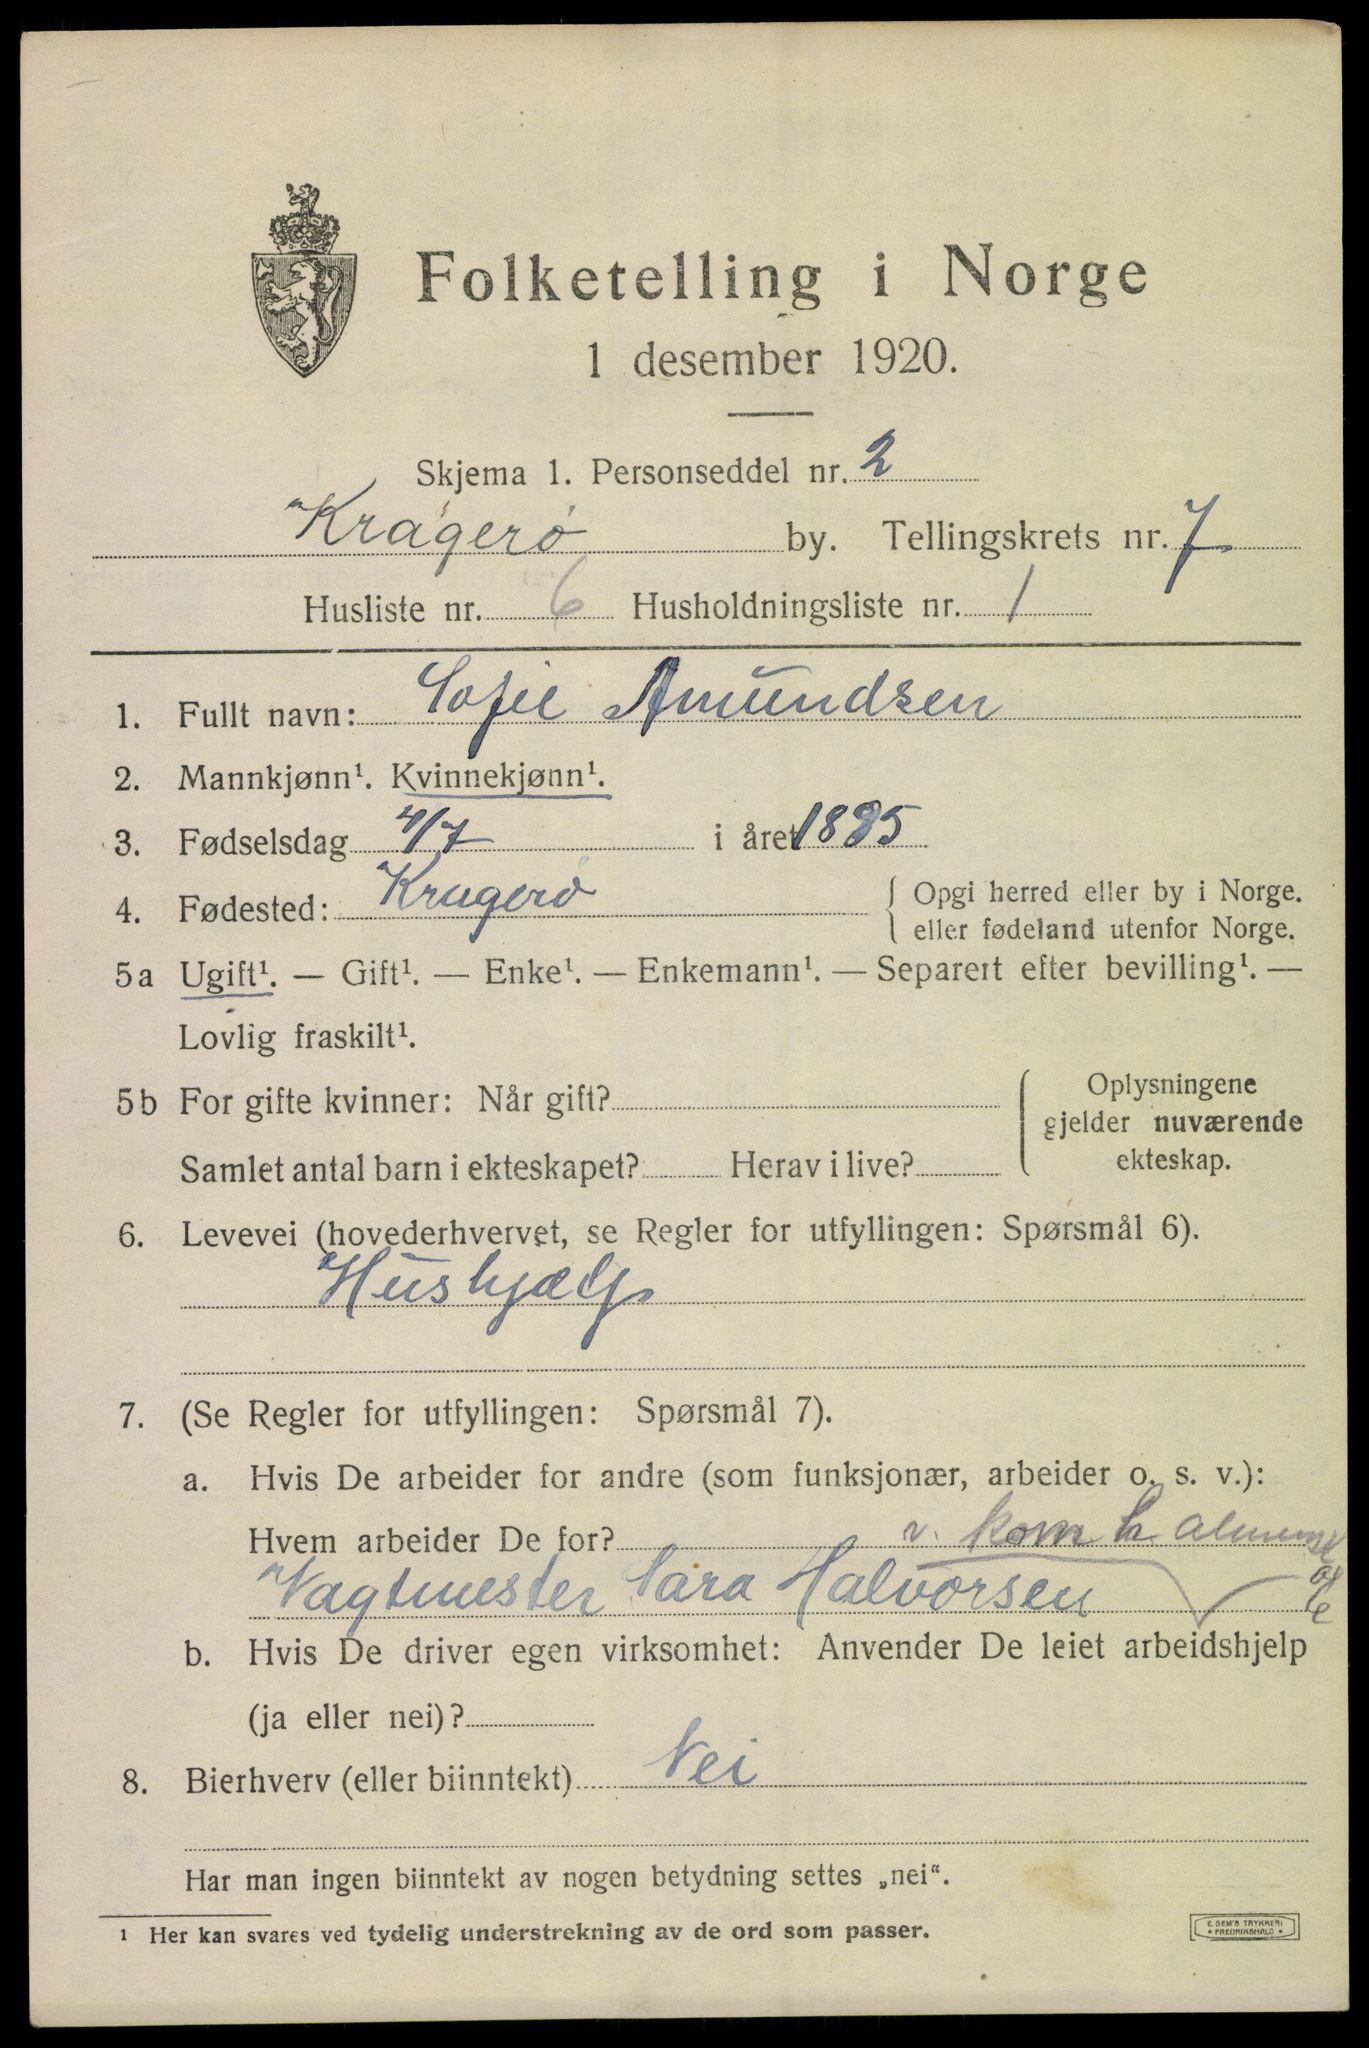 Folketelling i Norge
1 desember 1920.
Skjema 1. Personseddel nr. 2
Kragerø by. Tellingskrets nr. 7
Husliste nr. 6 Husholdningsliste nr. 1
1. Fullt navn: Sofie Amundsen
2. Mannkjønn¹. Kvinnekjønn¹.
3. Fødselsdag 4/7 i året 1885
4. Fødested: Kragerø { Opgi herred eller by i Norge.
eller fødeland utenfor Norge.
5a Ugift¹. — Gift¹. — Enke¹. — Enkemann¹. — Separert efter bevilling¹. —
Lovlig fraskilt¹.
5b For gifte kvinner: Når gift? Oplysningene
gjelder nuværende
Samlet antal barn i ekteskapet? Herav i live? ekteskap.
6. Levevei (hovederhvervet, se Regler for utfyllingen: Spørsmål 6).
Hushjælp
7. (Se Regler for utfyllingen: Spørsmål 7).
a. Hvis De arbeider for andre (som funksjonær, arbeider o. s. v.):
Hvem arbeider De for? v. kom
Vagtmester Sara Halvorsen
b. Hvis De driver egen virksomhet: Anvender De leiet arbeidshjelp
(ja eller nei)?
8. Bierhverv (eller biinntekt) Nei
Har man ingen biinntekt av nogen betydning settes „nei“.
¹ Her kan svares ved tydelig understrekning av de ord som passer.
E. SEM'S TRYKKERI
* FREDRIKSHALD *